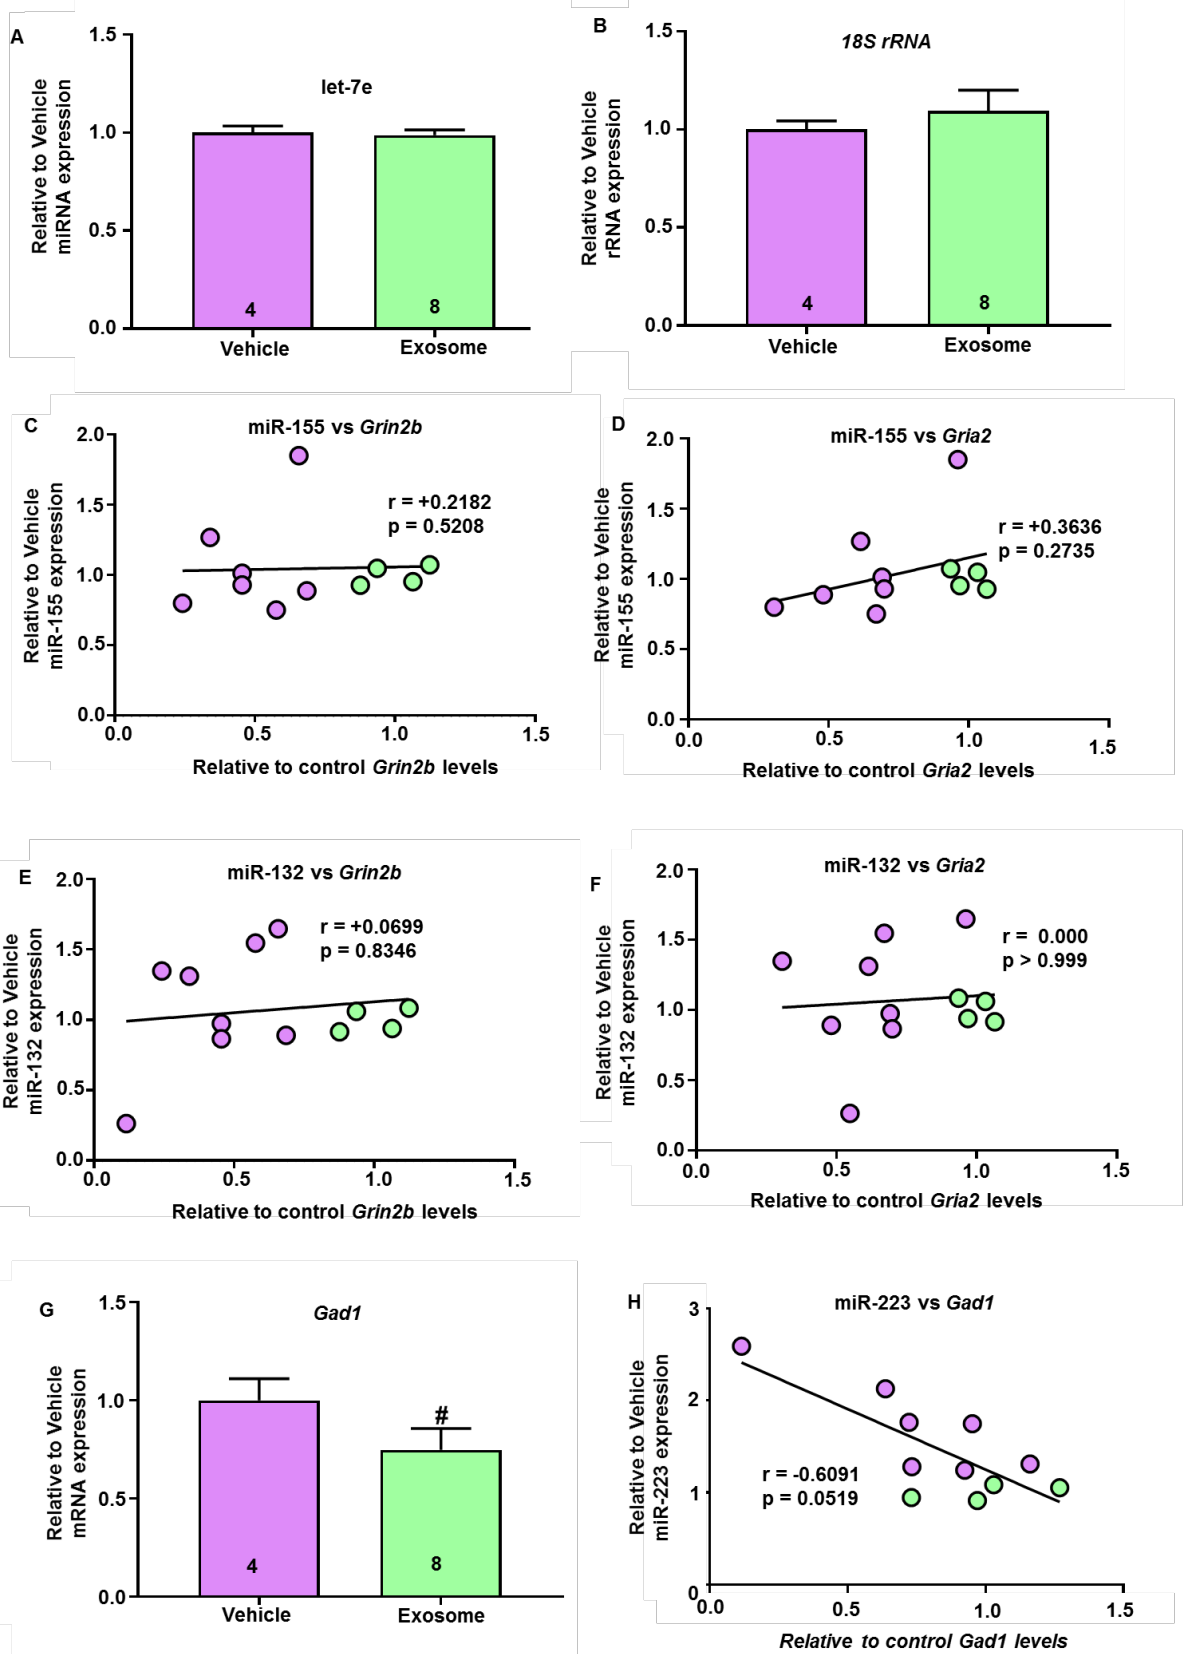 A
let-7e
Relative to Vehicle
miRNA expression
1.5
1.0
0.5
0.0
4
8
Vehicle
Exosome
B
18S rRNA
Relative to Vehicle
rRNA expression
1.5
1.0
0.5
0.0
4
8
Vehicle
Exosome
C
miR-155 vs Grin2b
Relative to Vehicle
miR-155 expression
2.0
1.5
1.0
0.5
0.0
r = +0.2182
p = 0.5208
0.0
0.5
1.0
1.5
Relative to control Grin2b levels
D
miR-155 vs Gria2
Relative to Vehicle
miR-155 expression
2.0
1.5
1.0
0.5
0.0
r = +0.3636
p = 0.2735
0.0
0.5
1.0
1.5
Relative to control Gria2 levels
E
miR-132 vs Grin2b
Relative to Vehicle
miR-132 expression
2.0
1.5
1.0
0.5
0.0
r = +0.0699
p = 0.8346
0.0
0.5
1.0
1.5
Relative to control Grin2b levels
F
miR-132 vs Gria2
Relative to Vehicle
miR-132 expression
2.0
1.5
1.0
0.5
0.0
r = 0.000
p > 0.999
0.0
0.5
1.0
1.5
Relative to control Gria2 levels
G
Gad1
Relative to Vehicle
mRNA expression
1.5
1.0
0.5
0.0
#
4
8
Vehicle
Exosome
H
miR-223 vs Gad1
Relative to Vehicle
miR-223 expression
3
2
1
0
r = -0.6091
p = 0.0519
0.0
0.5
1.0
1.5
Relative to control Gad1 levels